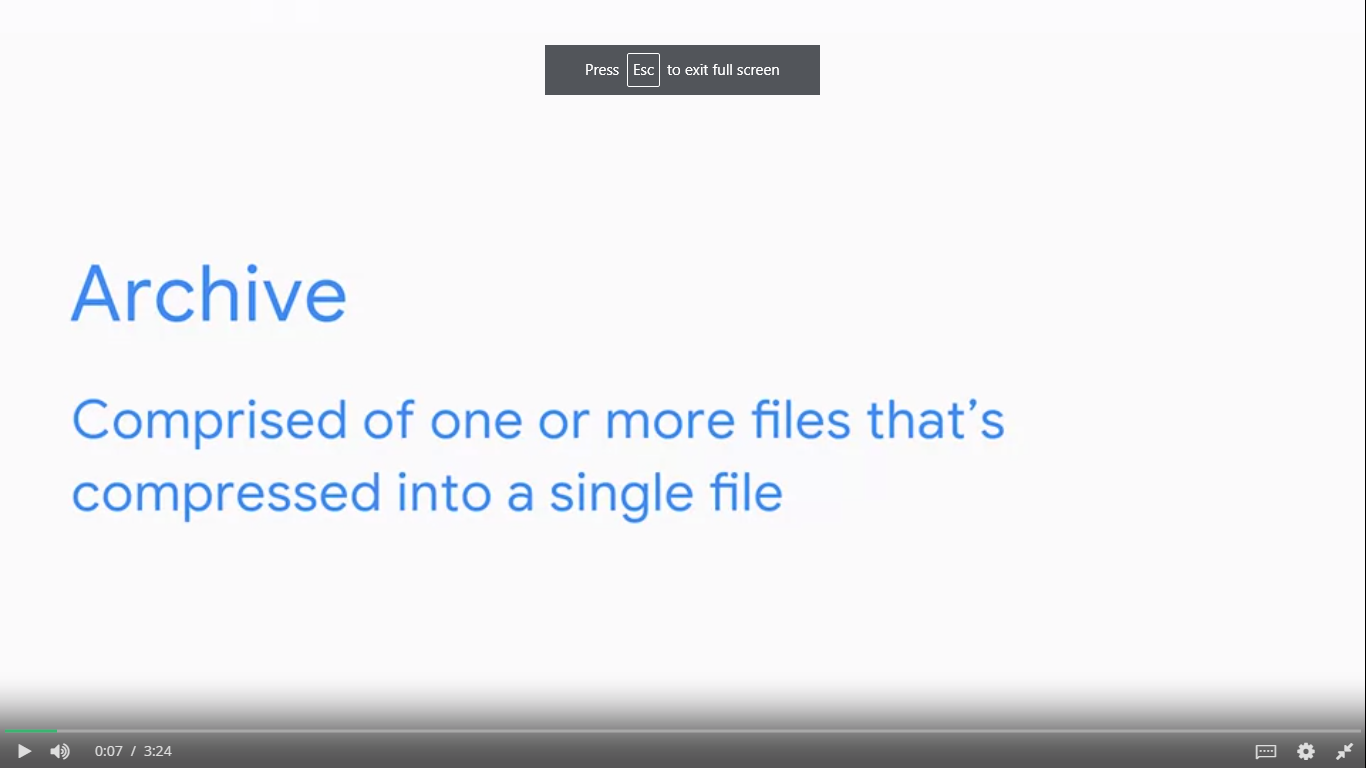 Press Esc to exit full screen
Archive
Comprised of one or more files that’s
compressed into a single file
0:07 / 3:24